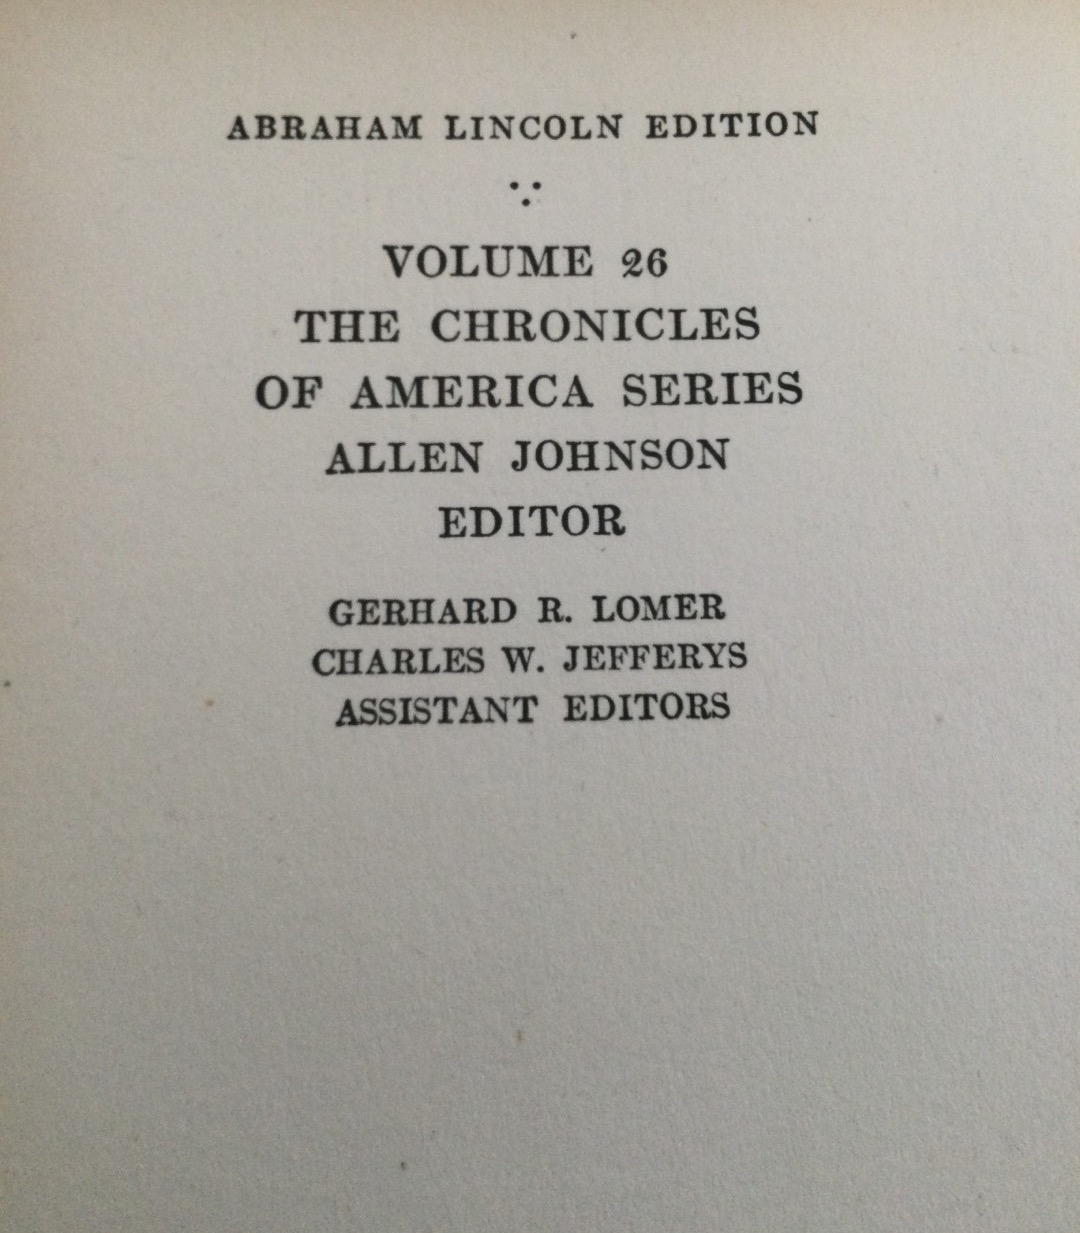 ABRAHAM LINCOLN EDITION
VOLUME 26
THE CHRONICLES
OF AMERICA SERIES
ALLEN JOHNSON
EDITOR
GERHARD R. LOMER
CHARLES W. JEFFERYS
ASSISTANT EDITORS